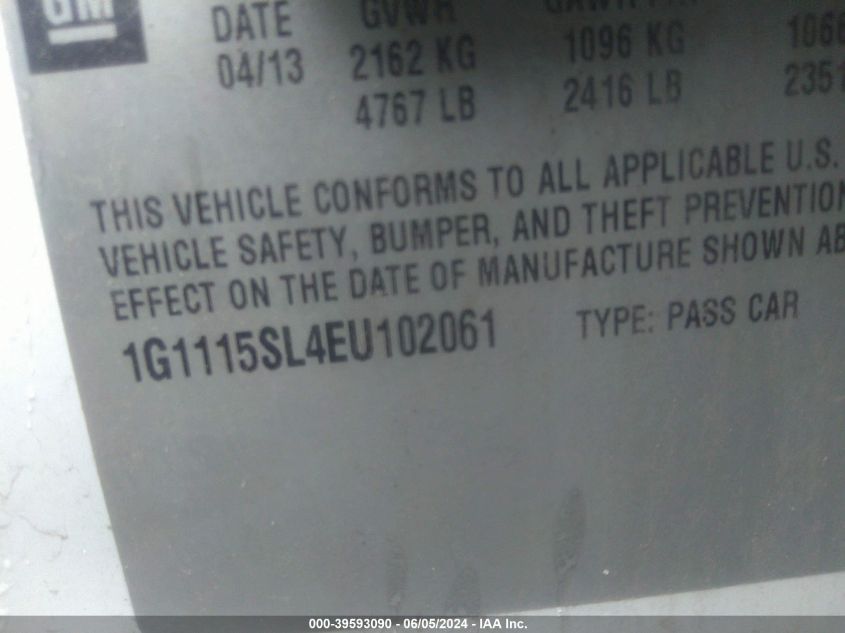 GM
DATE GVWR
04/13 2162 KG 1096 KG
4767 LB 2416 LB 2351
THIS VEHICLE CONFORMS TO ALL APPLICABLE U.S.
VEHICLE SAFETY, BUMPER, AND THEFT PREVENTION
EFFECT ON THE DATE OF MANUFACTURE SHOWN AB
1G1115SL4EU102061 TYPE: PASS CAR
000-39593090 - 06/05/2024 - IAA Inc.